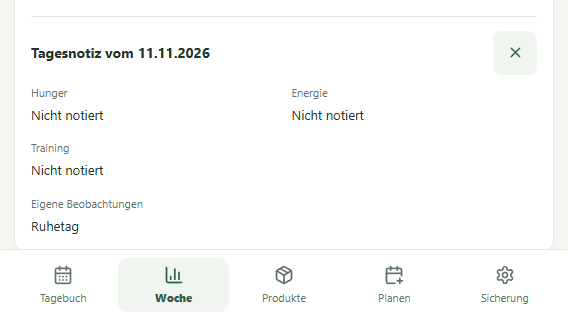 Tagesnotiz vom 11.11.2026
Hunger
Energie
Nicht notiert
Nicht notiert
Training
Nicht notiert
Eigene Beobachtungen
Ruhetag
Tagebuch
Woche
Produkte
Planen
Sicherung